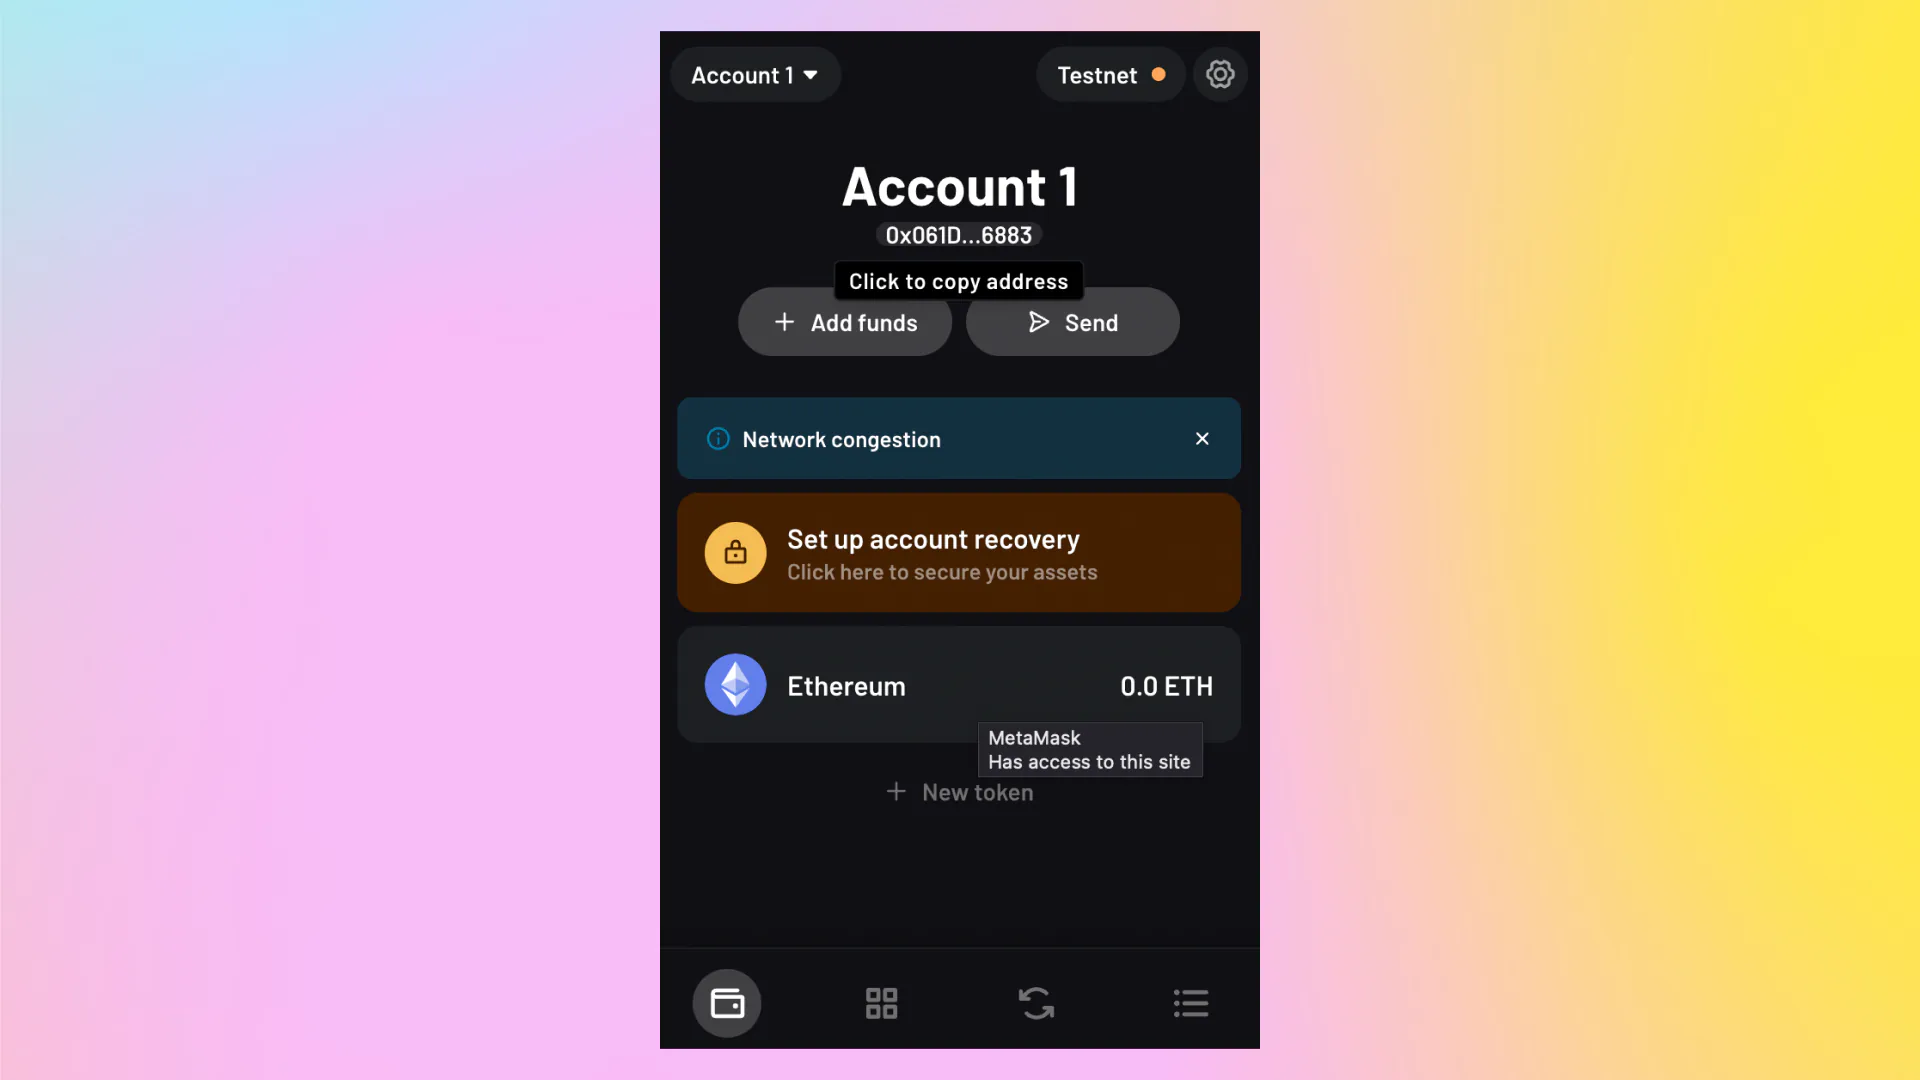 Account 1
Testnet
Account 1
0x061D...6883
Click to copy address
Add funds
Send
Network congestion
Set up account recovery
Click here to secure your assets
Ethereum
0.0 ETH
MetaMask
Has access to this site
New token